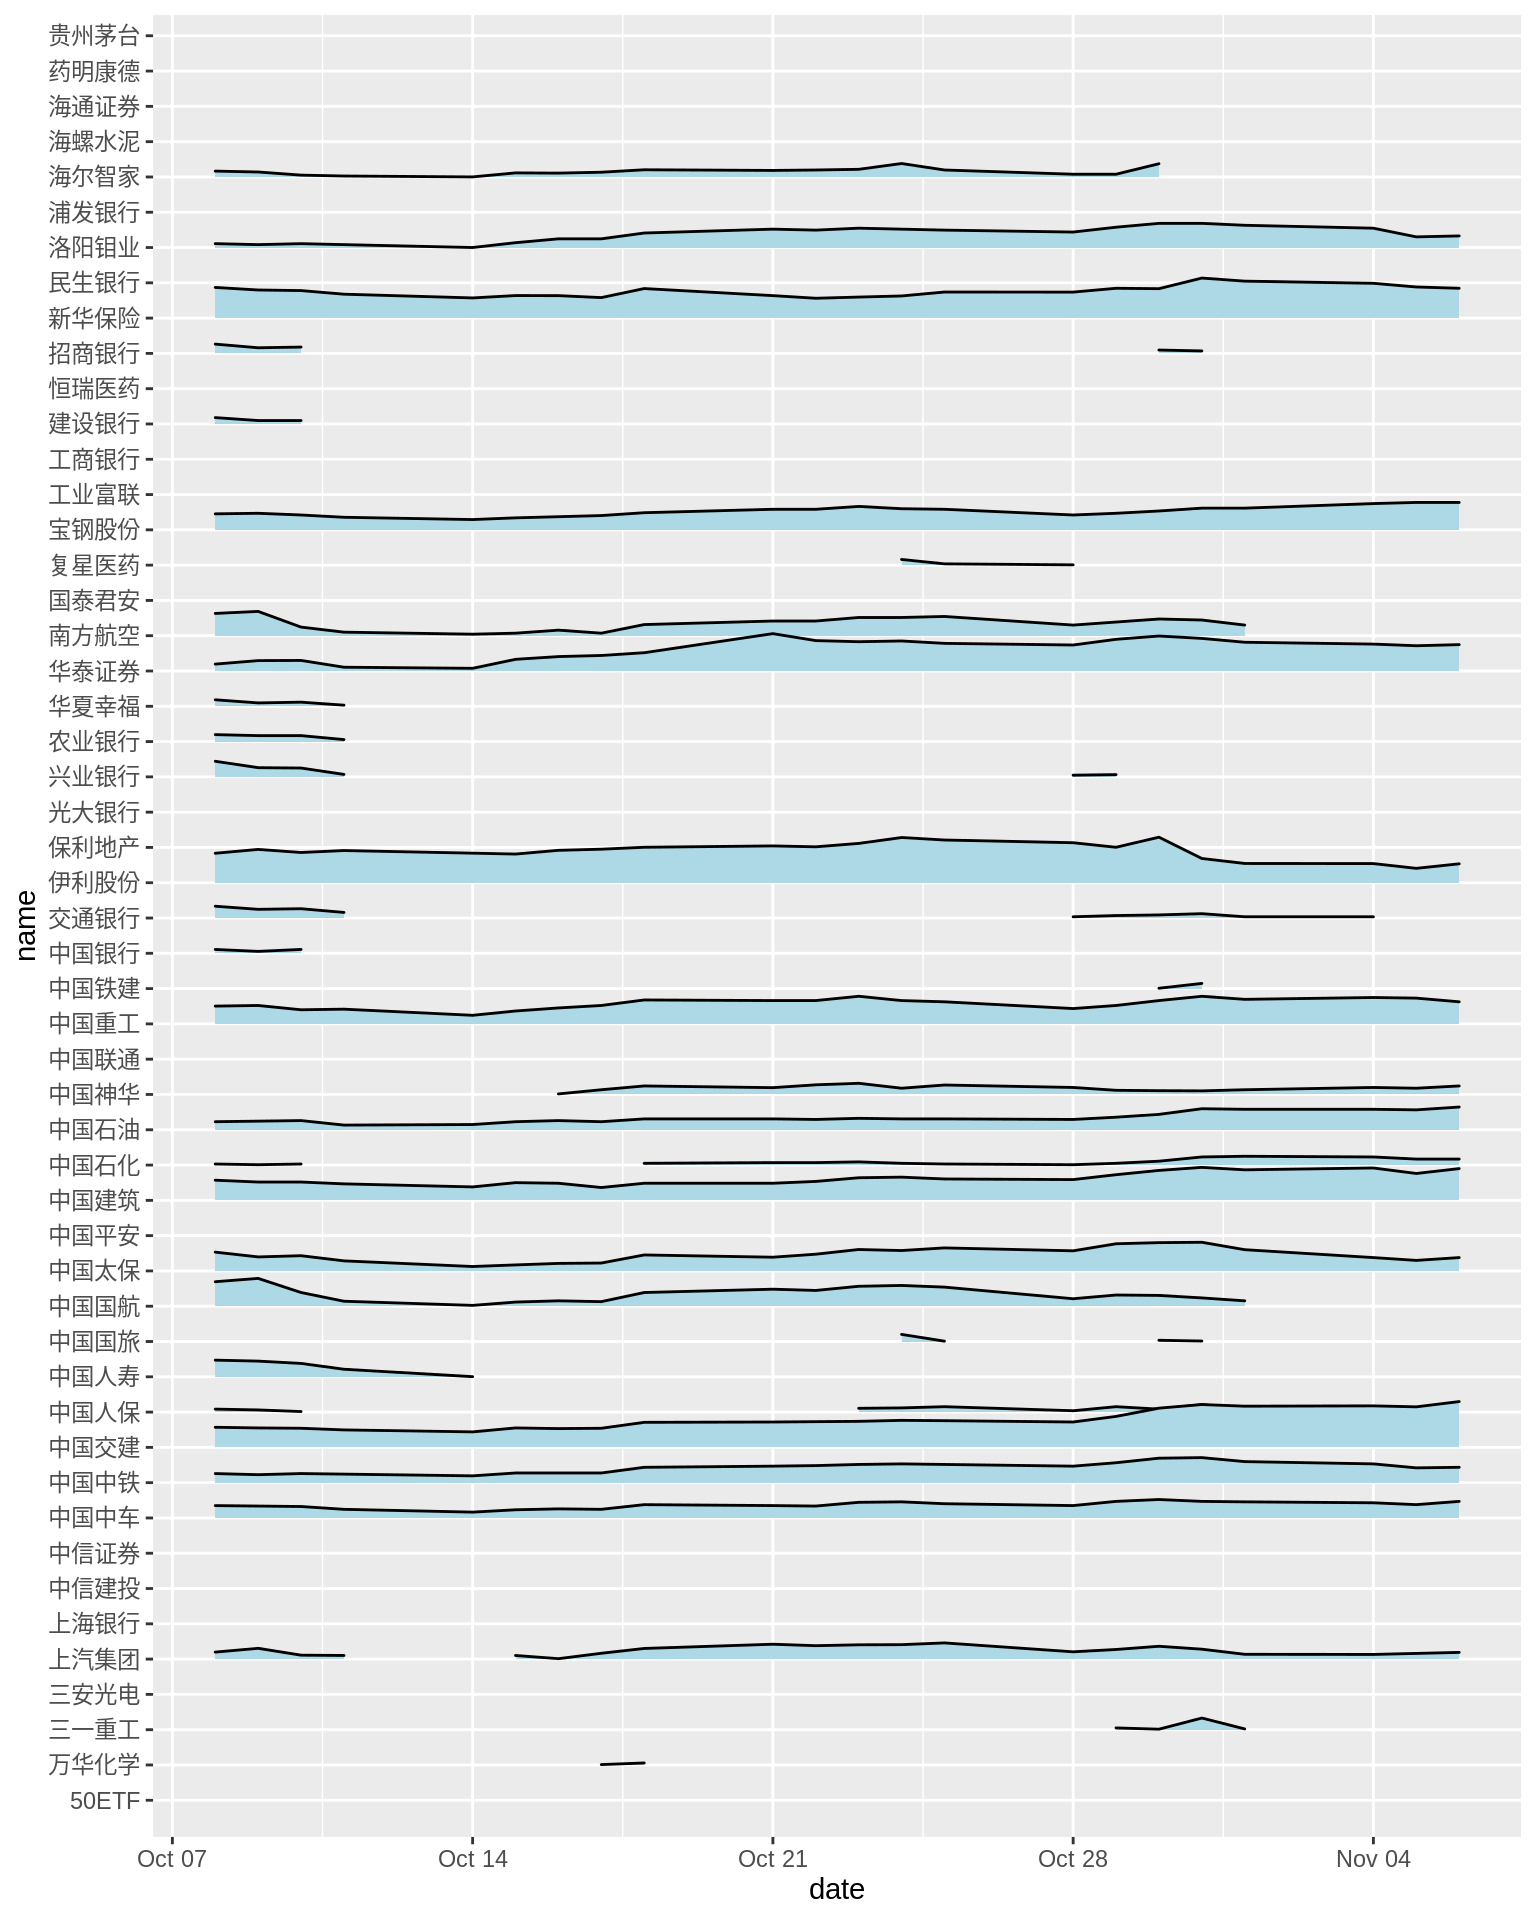 贵州茅台
药明康德
海通证券
海螺水泥
海尔智家
浦发银行
洛阳钼业
民生银行
新华保险
招商银行
恒瑞医药
建设银行
工商银行
工业富联
宝钢股份
复星医药
国泰君安
南方航空
华泰证券
华夏幸福
农业银行
兴业银行
光大银行
保利地产
伊利股份
交通银行
中国银行
中国铁建
中国重工
中国联通
中国神华
中国石油
中国石化
中国建筑
中国平安
中国太保
中国国航
中国国旅
中国人寿
中国人保
中国交建
中国中铁
中国中车
中信证券
中信建投
上海银行
上汽集团
三安光电
三一重工
万华化学
50ETF
name
Oct 07 Oct 14 Oct 21 Oct 28 Nov 04
date